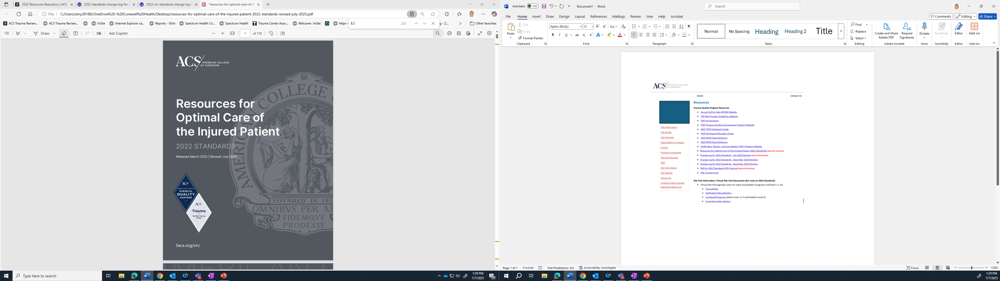 2022 Resources Repository | ACS
2022-standards-change-log-for-
2022-vrc-standards-change-log-
*resources-for-optimal-care-of-th
File
C:/Users/amy28188/OneDrive%20-%20Corewell%20Health/Desktop/resources-for-optimal-care-of-the-injured-patient-2022-standards-revised-july-2025.pdf
ACS Trauma Review...
ACS Trauma Review...
InSite
Internet Explorer ca...
Reports - Glint
Spectrum Health Co...
Spectrum Health
Trauma Center Asso...
Welcome InSite
https--
8.2
2/3
g - Z...
Other favorites
Draw
Ask Copilot
1
of 174
ACS
AMERICAN COLLEGE
OF SURGEONS
Resources for
Optimal Care of
the Injured Patient
2022 STANDARDS
Released March 2022 | Revised July 2025
AMERICAN COLLEGE OF
FOUNDED IN 191
OMNIBVS PER AR
FIDEMQVE
PRODESSE
ACS
SURGICAL
QUALITY
PARTNER
ACS
Trauma
Verified Trauma
Center
facs.org/vrc
Type here to search
1:29 PM
7/7/2025
29
AutoSave
Off
Document1 - Word
Search
File
Home
Insert
Draw
Design
Layout
References
Mailings
Review
View
Help
Acrobat
Comments
Editing
Share
Paste
Cut
Copy
Format Painter
Clipboard
Aptos (Body)
12
Font
Paragraph
Normal
No Spacing
Heading
Heading 2
Title
Styles
Find
Replace
Select
Editing
Create and Share
Adobe PDF
Request
Signatures
Adobe Acrobat
Dictate
Voice
Sensitivity
Sensitivity
Editor
Editor
Add-ins
Add-ins
ACS
AMERICAN COLLEGE
OF SURGEONS
Home
Contact Us
Site Information
Site Profile
Site Contacts
Data Platform Contacts
Invoice
Program Enrollment
Site Visit Request
PRQ
Site Visit History
File Sharing
Resources
Surgical Quality Partner
Marketing Resources
Resources
Trauma Quality Program Resources
• Annual Call for Data (NTDB) Website
• TQP Best Practice Guidelines Website
• TQP Fee Structure
• TQIP (Trauma Quality Improvement Program) Website
• 2025 TQIP Participant Guide
• TQIP Participant Education Portal
• 2024 NTDS Data Dictionary
• 2025 NTDS Data Dictionary
• Verification, Review, and Consultation (VRC) Program Website
• Resources for Optimal Care of the Injured Patient (2022 Standards) (July 2025 Revision)
• Change Log for 2022 Standards - July 2025 Revision (July 2025 Revision)
• Change Log for 2022 Standards - December 2023 Revision
• Change Log for 2022 Standards - December 2022 Revision
• PRQ for 2022 Standards (PDF Version) (July 2025 Revision)
• VRC Contact Form
Site Visit Information: Virtual Site Visit Documents (for visits on 2022 Standards)
• Virtual Site Visit Agendas (same for adult and pediatric programs and levels I, II, III)
• Consultation
• Verification/Reverification
• Combined Programs (Adult Level I or II and Pediatric Level II)
• Corrective Action Review
Page 1 of 1
0 words
Text Predictions: On
Accessibility: Investigate
Focus
120%
1:29 PM
7/7/2025